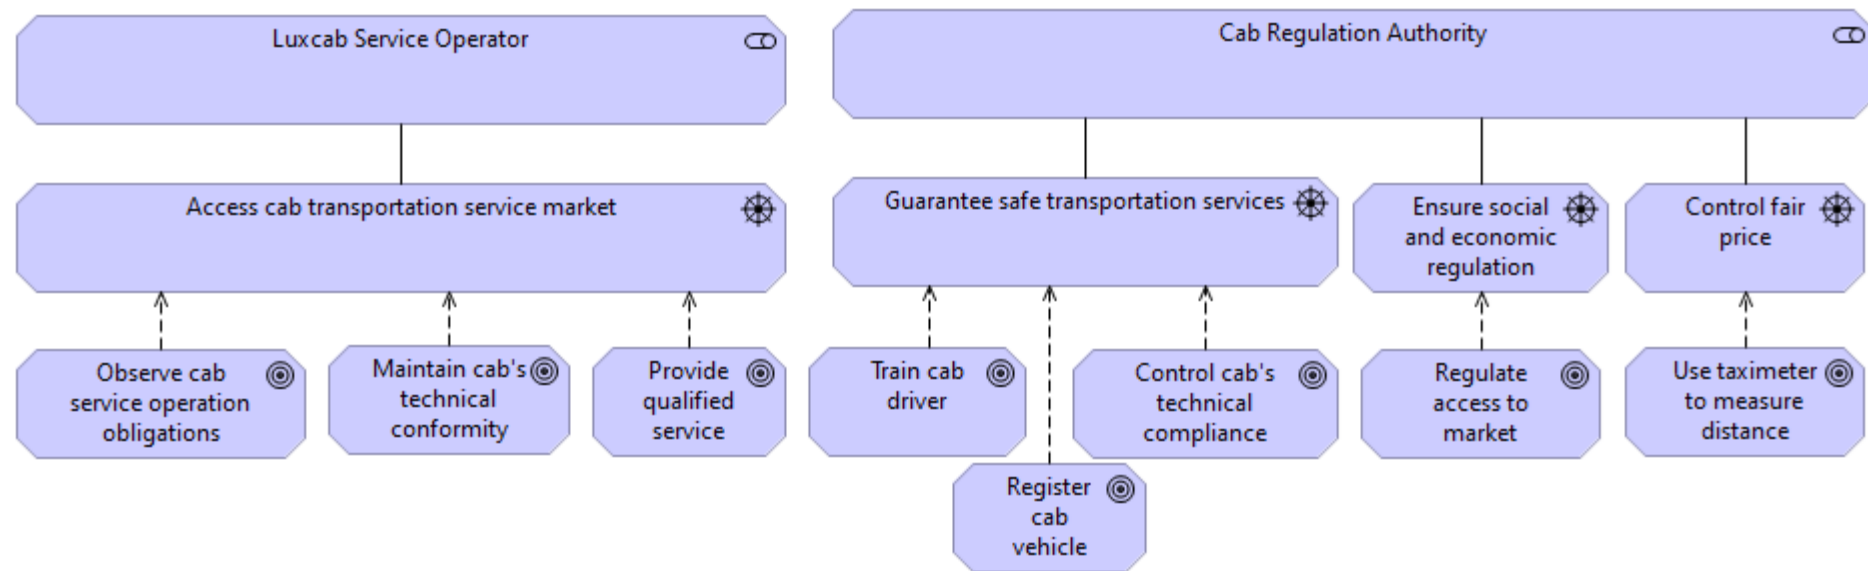 Luxcab Service Operator
Cab Regulation Authority
Access cab transportation service market
Guarantee safe transportation services
Ensure social
and economic
regulation
Control fair
price
Observe cab
service operation
obligations
Maintain cab's
technical
conformity
Provide
qualified
service
Train cab
driver
Control cab's
technical
compliance
Regulate
access to
market
Use taximeter
to measure
distance
Register
cab
vehicle